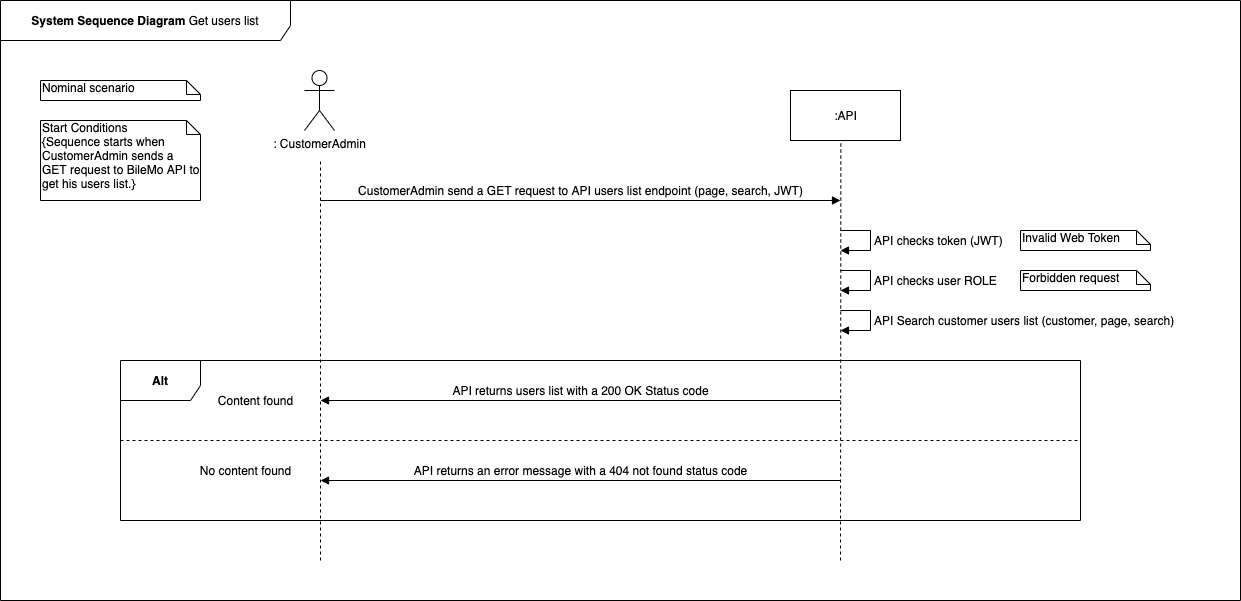 System Sequence Diagram Get users list
Nominal scenario
Start Conditions
{Sequence starts when
CustomerAdmin sends a
GET request to BileMo API to
get his users list.}
: CustomerAdmin
:API
CustomerAdmin send a GET request to API users list endpoint (page, search, JWT)
API checks token (JWT)
Invalid Web Token
API checks user ROLE
Forbidden request
API Search customer users list (customer, page, search)
Alt
Content found
API returns users list with a 200 OK Status code
No content found
API returns an error message with a 404 not found status code